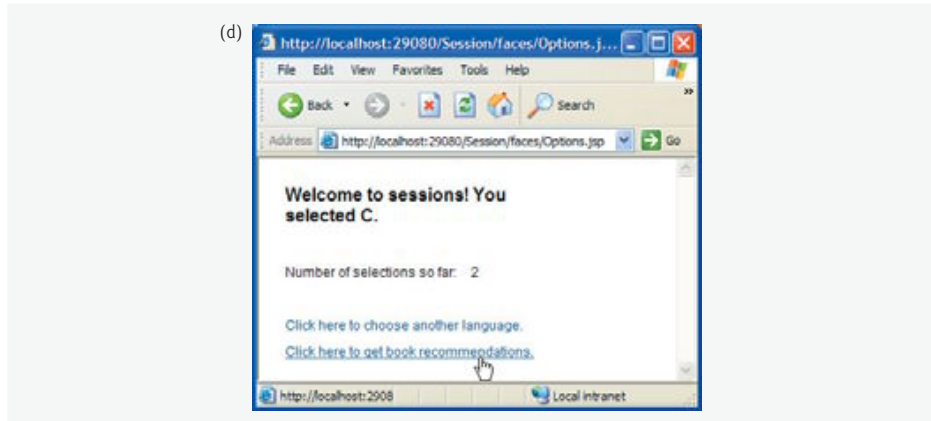 (d)
http://localhost:29080/Session/faces/Options.j...
File Edit View Favorites Tools Help
Back Search »
Address http://localhost:29080/Session/faces/Options.jsp Go
Welcome to sessions! You
selected C.
Number of selections so far: 2
Click here to choose another language.
Click here to get book recommendations.
http://localhost:2908 Local intranet